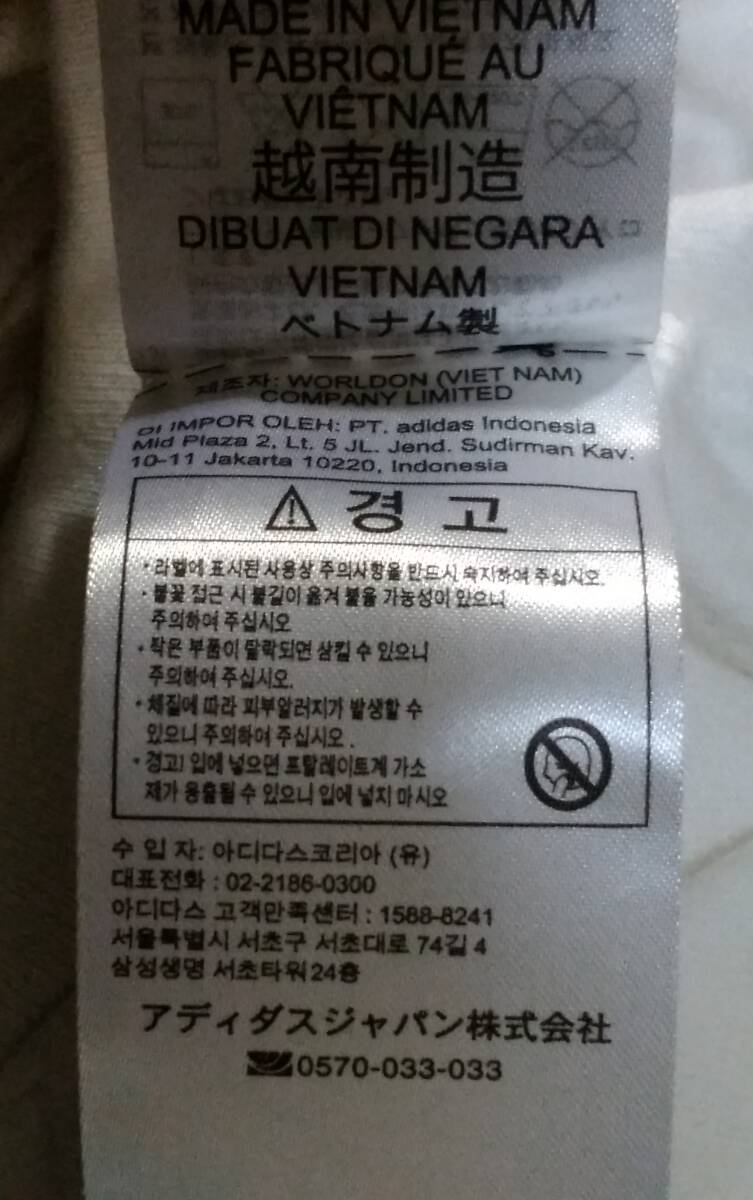 MADE IN VIETNAM
FABRIQUÉ AU
VIÊTNAM
越南制造
DIBUAT DI NEGARA
VIETNAM
ベトナム製
제조자: WORLDON (VIET NAM)
COMPANY LIMITED
DI IMPOR OLEH: PT. adidas Indonesia
Mid Plaza 2, Lt. 5 JL. Jend. Sudirman Kav.
10-11 Jakarta 10220, Indonesia
경 고
· 라벨에 표시된 사용상 주의사항을 반드시 숙지하여 주십시오.
· 불꽃 접근 시 불길이 옮겨 붙을 가능성이 있으니
주의하여 주십시오
· 작은 부품이 탈락되면 삼킬 수 있으니
주의하여 주십시오.
· 체질에 따라 피부알러지가 발생할 수
있으니 주의하여 주십시오 .
· 경고! 입에 넣으면 프탈레이트계 가소
제가 용출될 수 있으니 입에 넣지 마시오
수 입 자: 아디다스코리아 (유)
대표전화 : 02-2186-0300
아디다스 고객만족센터 : 1588-8241
서울특별시 서초구 서초대로 74길 4
삼성생명 서초타워 24층
アディダスジャパン株式会社
0570-033-033